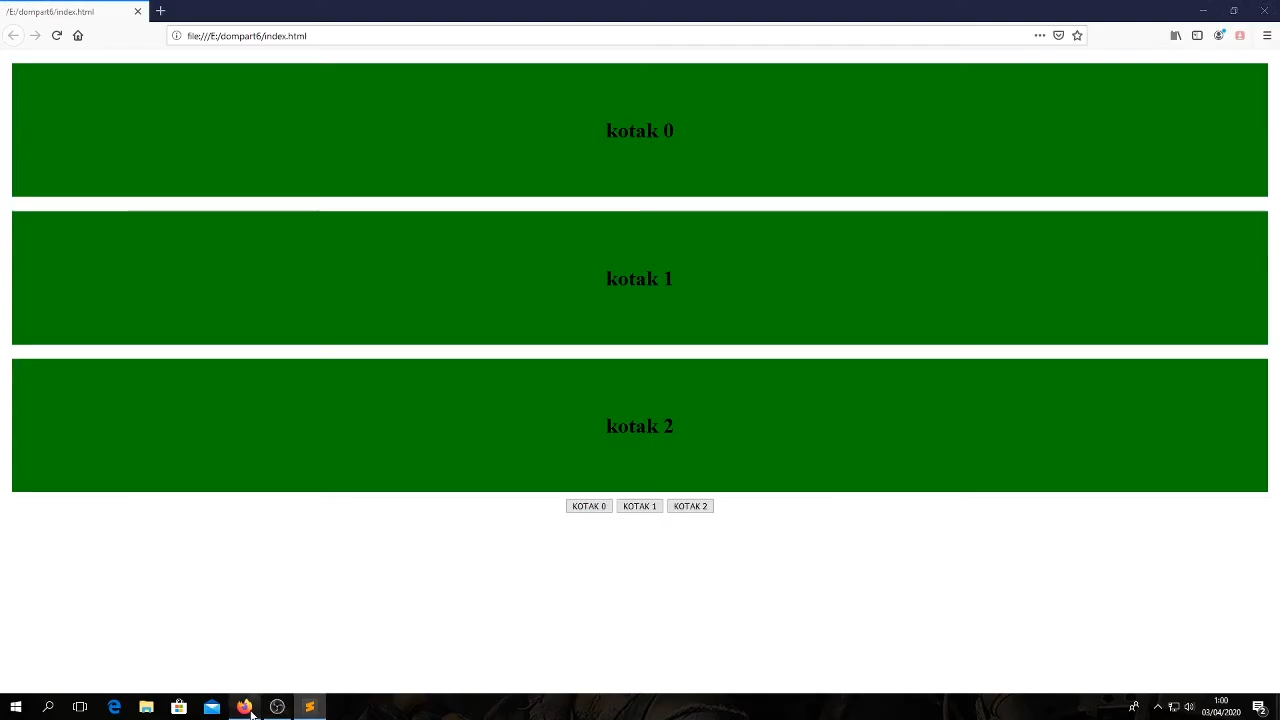 /E:/dompart6/index.html
file:///E:/dompart6/index.html
kotak 0
kotak 1
kotak 2
KOTAK 0 KOTAK 1 KOTAK 2
1:00
03/04/2020